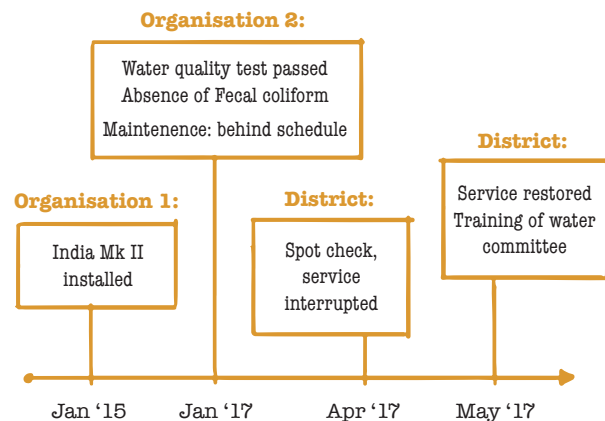 Organisation 2:
Water quality test passed
Absence of Fecal coliform
Maintenence: behind schedule
District:
Service restored
Training of water
committee
Organisation 1:
India Mk II
installed
District:
Spot check,
service
interrupted
Jan ‘15
Jan ‘17
Apr ‘17
May ‘17